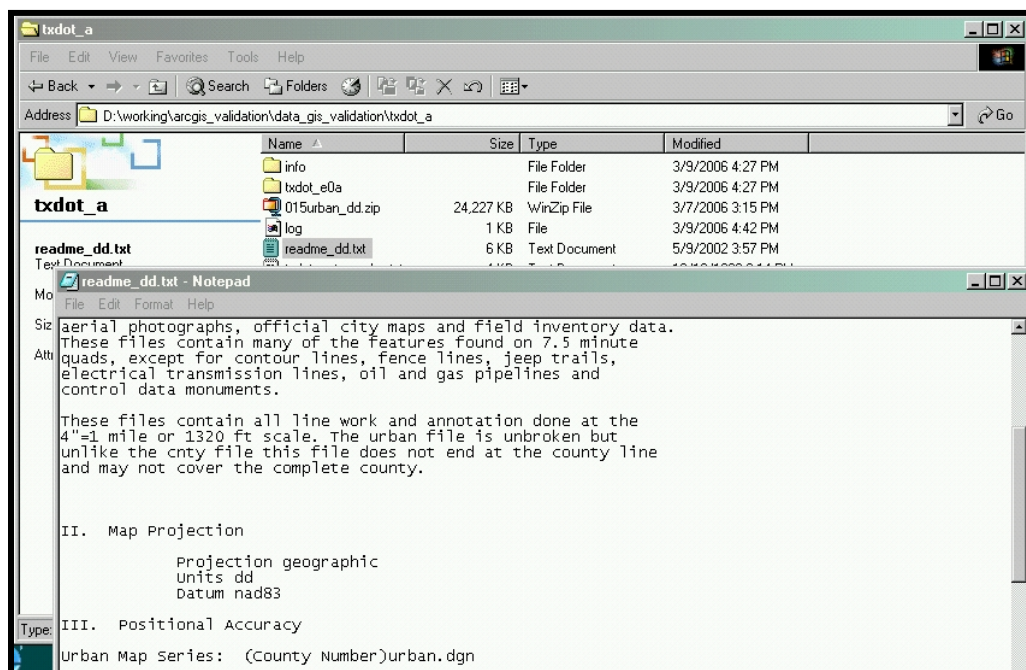 txdot_a
File Edit View Favorites Tools Help
Back Search Folders
Address D:\working\arcgis_validation\data_gis_validation\txdot_a Go
Name Size Type Modified
info File Folder 3/9/2006 4:27 PM
txdot_e0a File Folder 3/9/2006 4:27 PM
txdot_a
015urban_dd.zip 24,227 KB WinZip File 3/7/2006 3:15 PM
log 1 KB File 3/9/2006 4:42 PM
readme_dd.txt
readme_dd.txt 6 KB Text Document 5/9/2002 3:57 PM
Text Document
Mo
Siz
Type:
readme_dd.txt - Notepad
File Edit Format Help
aerial photographs, official city maps and field inventory data.
These files contain many of the features found on 7.5 minute
quads, except for contour lines, fence lines, jeep trails,
electrical transmission lines, oil and gas pipelines and
control data monuments.
These files contain all line work and annotation done at the
4"=1 mile or 1320 ft scale. The urban file is unbroken but
unlike the cnty file this file does not end at the county line
and may not cover the complete county.
II. Map Projection
Projection geographic
Units dd
Datum nad83
III. Positional Accuracy
Urban Map Series: (County Number)urban.dgn